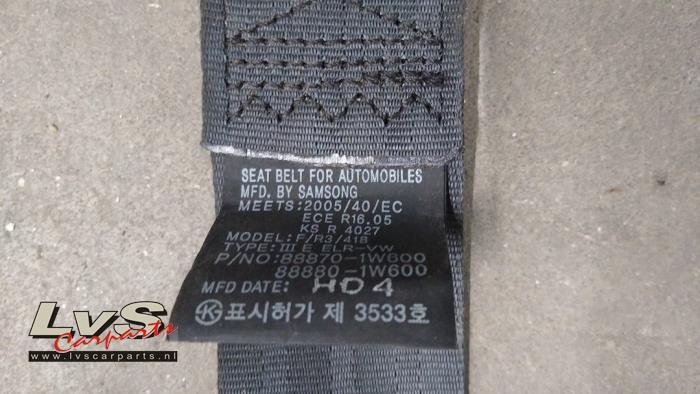 SEAT BELT FOR AUTOMOBILES
MFD. BY SAMSONG
MEETS:2005/40/EC
ECE R16.05
KS R 4027
MODEL: F/R3/418
TYPE: III E ELR-VW
P/NO:88870-1W600
88880-1W600
MFD DATE: HO4
㉿표시허가 제 3533호
LvS
Carparts
www.lvscarparts.nl